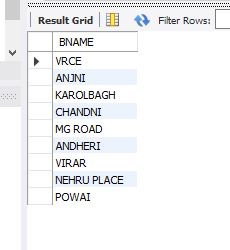 Result Grid Filter Rows:
BNAME
VRCE
ANJNI
KAROLBAGH
CHANDNI
MG ROAD
ANDHERI
VIRAR
NEHRU PLACE
POWAI